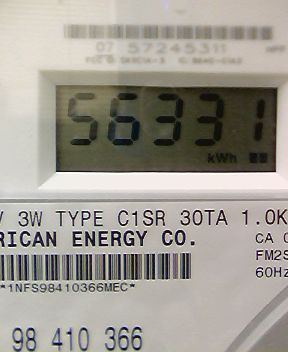 07 57245311
56331
kWh
V 3W TYPE C1SR 30TA 1.0K
RICAN ENERGY CO.
CA 0
FM2S
60Hz
*1NFS98410366MEC*
98 410 366